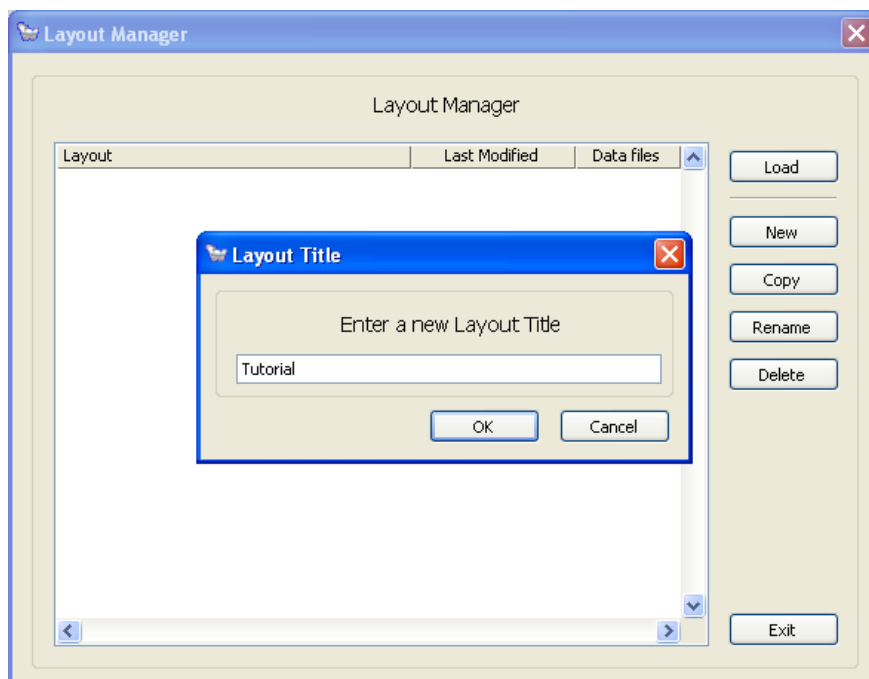 Layout Manager
Layout Manager
Layout Last Modified Data files
Load
New
Copy
Rename
Delete
Layout Title
Enter a new Layout Title
Tutorial
OK Cancel
Exit